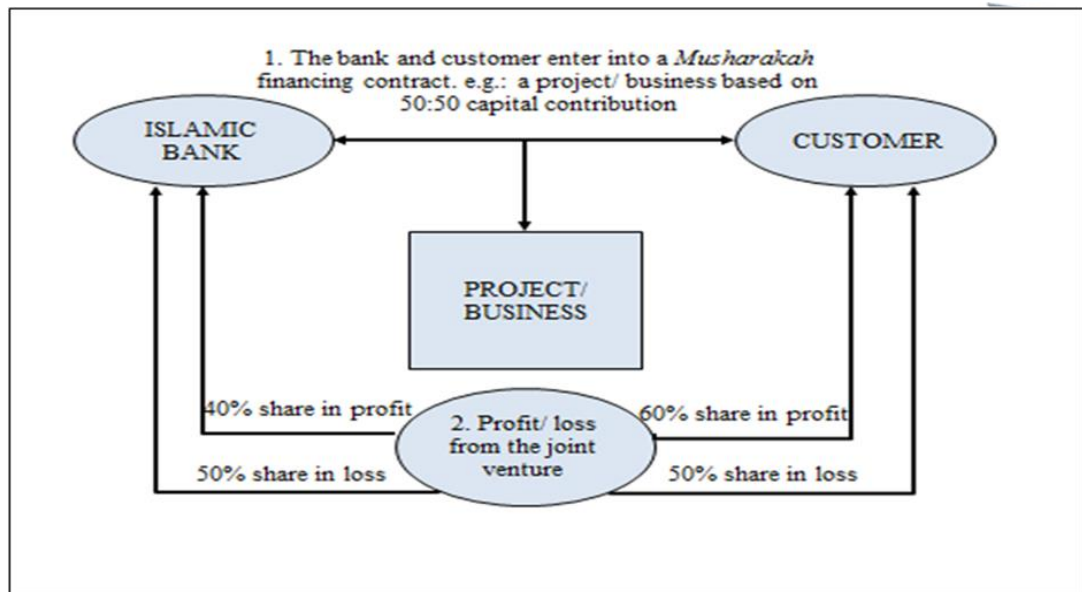 1. The bank and customer enter into a Musharakah
financing contract. e.g.: a project/ business based on
50:50 capital contribution
ISLAMIC
BANK
CUSTOMER
PROJECT/
BUSINESS
40% share in profit
2. Profit/ loss
from the joint
venture
60% share in profit
50% share in loss
50% share in loss